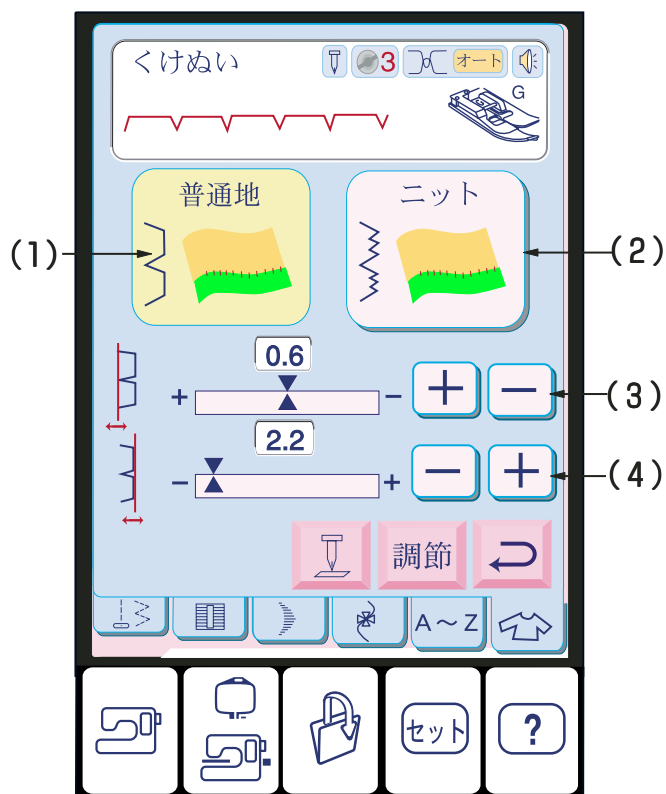 くけぬい 3 オート
G
普通地 ニット
(1) (2)
0.6
+ - + − (3)
2.2
- + − + (4)
調節
A～Z
セット ?